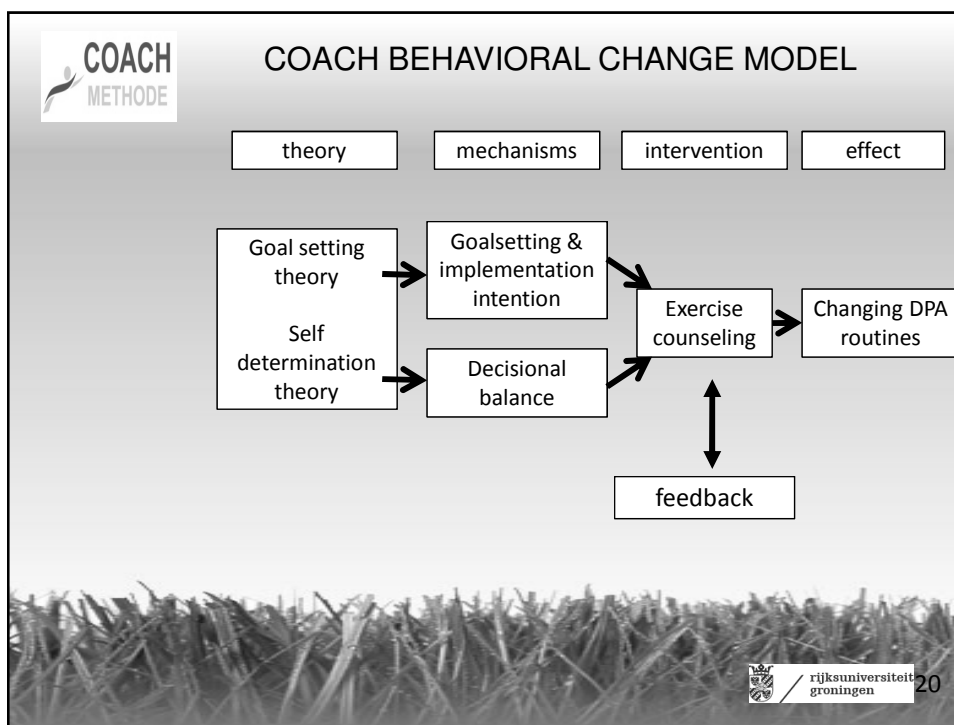 COACH
METHODE
COACH BEHAVIORAL CHANGE MODEL
theory
mechanisms
intervention
effect
Goal setting
theory
Self
determination
theory
Goalsetting &
implementation
intention
Decisional
balance
Exercise
counseling
Changing DPA
routines
feedback
rijksuniversiteit
groningen
20